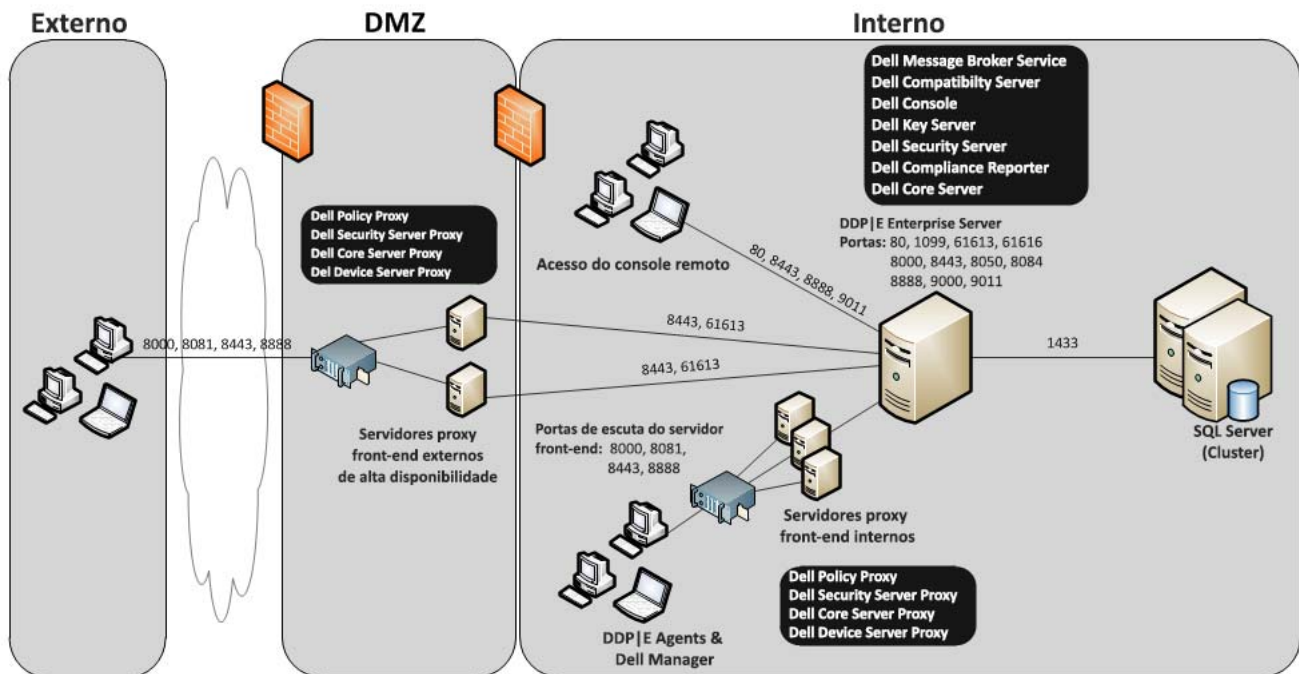 Externo
DMZ
Interno
Dell Message Broker Service
Dell Compatibilty Server
Dell Console
Dell Key Server
Dell Security Server
Dell Compliance Reporter
Dell Core Server
Dell Policy Proxy
Dell Security Server Proxy
Dell Core Server Proxy
Del Device Server Proxy
Acesso do console remoto
80, 8443, 8888, 9011
DDP|E Enterprise Server
Portas: 80, 1099, 61613, 61616
8000, 8443, 8050, 8084
8888, 9000, 9011
8000, 8081, 8443, 8888
8443, 61613
8443, 61613
1433
Servidores proxy
front-end externos
de alta disponibilidade
Portas de escuta do servidor
front-end: 8000, 8081,
8443, 8888
SQL Server
(Cluster)
Servidores proxy
front-end internos
Dell Policy Proxy
Dell Security Server Proxy
Dell Core Server Proxy
Dell Device Server Proxy
DDP|E Agents &
Dell Manager